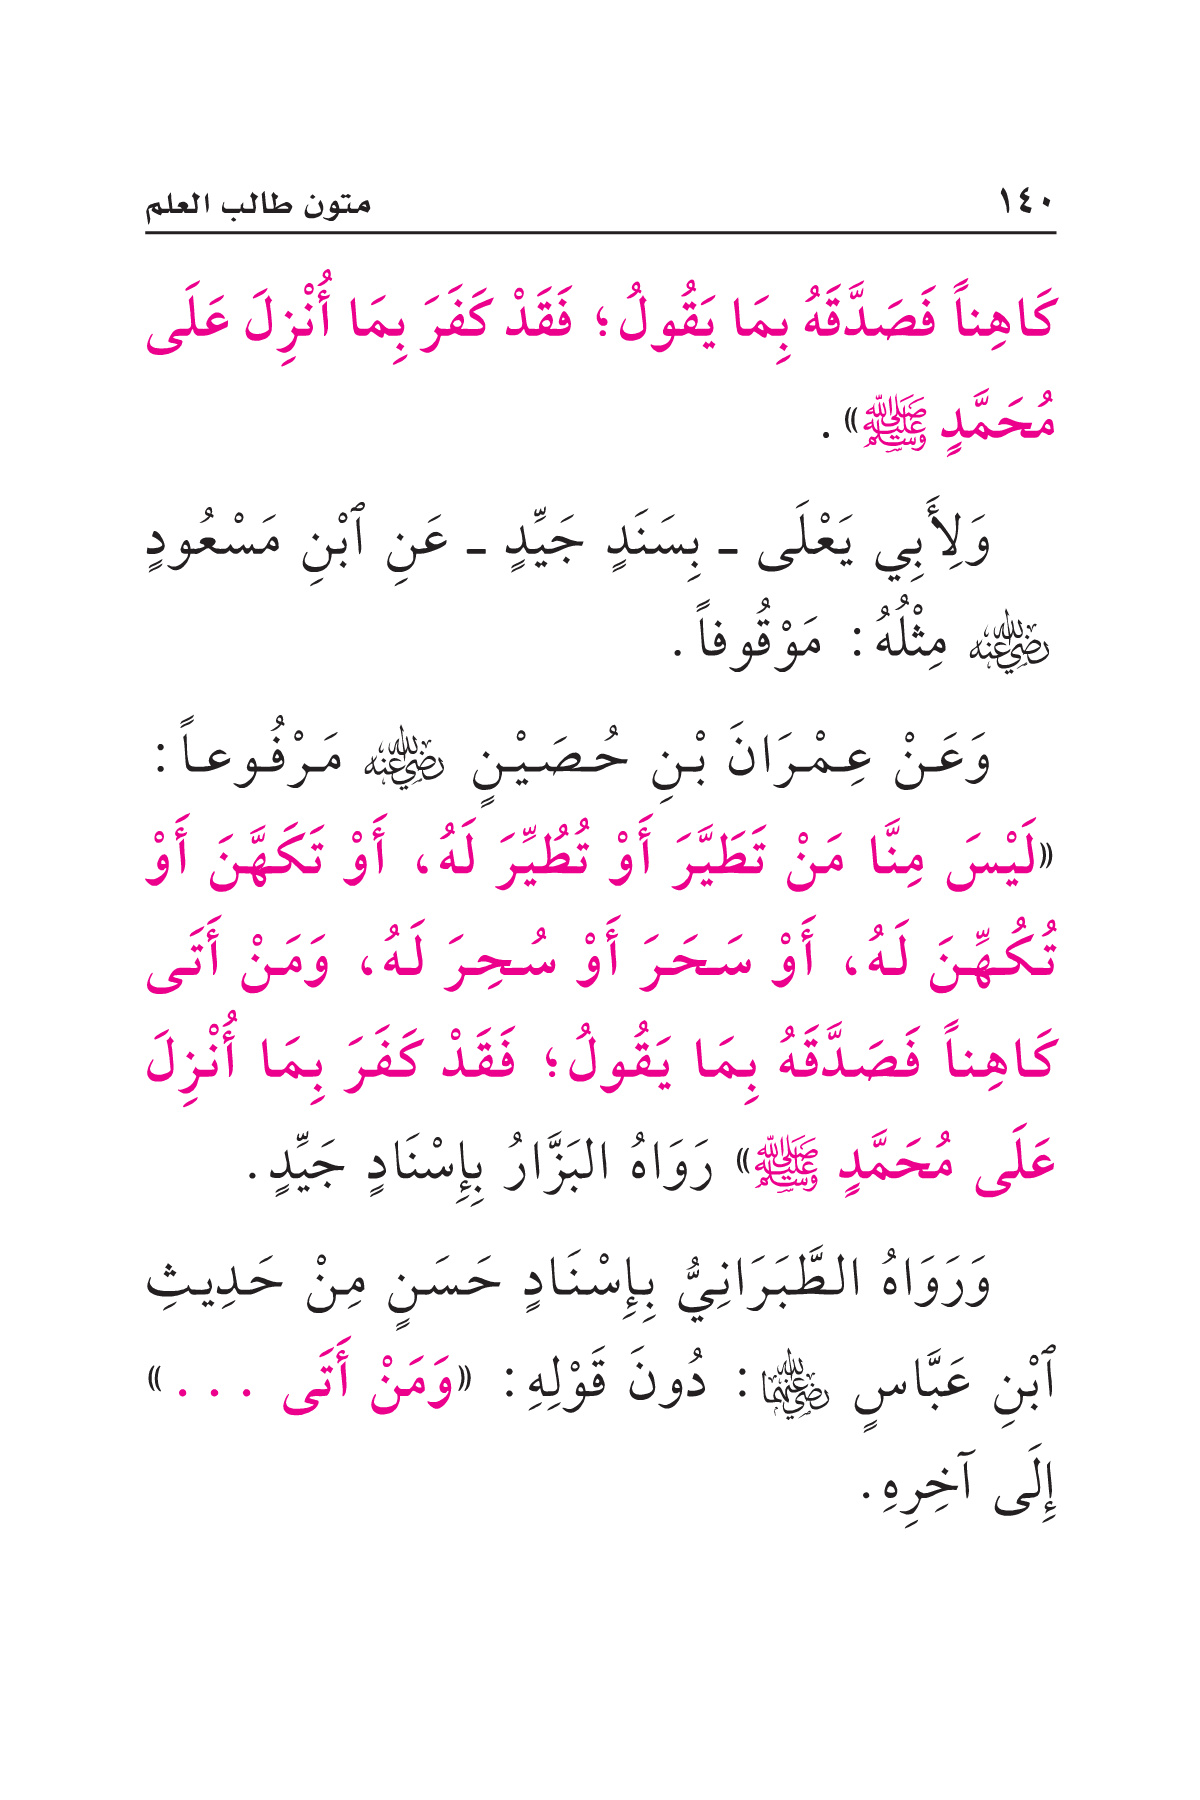 ١٤٠ متون طالب العلم
كَاهِناً فَصَدَّقَهُ بِمَا يَقُولُ؛ فَقَدْ كَفَرَ بِمَا أُنْزِلَ عَلَى
مُحَمَّدٍ ﷺ» .
وَلِأَبِي يَعْلَى ـ بِسَنَدٍ جَيِّدٍ ـ عَنِ ٱبْنِ مَسْعُودٍ
رضي الله عنه مِثْلُهُ: مَوْقُوفاً.
وَعَنْ عِمْرَانَ بْنِ حُصَيْنٍ رضي الله عنه مَرْفُوعاً:
«لَيْسَ مِنَّا مَنْ تَطَيَّرَ أَوْ تُطُيِّرَ لَهُ، أَوْ تَكَهَّنَ أَوْ
تُكُهِّنَ لَهُ، أَوْ سَحَرَ أَوْ سُحِرَ لَهُ، وَمَنْ أَتَى
كَاهِناً فَصَدَّقَهُ بِمَا يَقُولُ؛ فَقَدْ كَفَرَ بِمَا أُنْزِلَ
عَلَى مُحَمَّدٍ ﷺ» رَوَاهُ البَزَّارُ بِإِسْنَادٍ جَيِّدٍ.
وَرَوَاهُ الطَّبَرَانِيُّ بِإِسْنَادٍ حَسَنٍ مِنْ حَدِيثِ
ٱبْنِ عَبَّاسٍ رضي الله عنهما: دُونَ قَوْلِهِ: «وَمَنْ أَتَى . . .»
إِلَى آخِرِهِ.